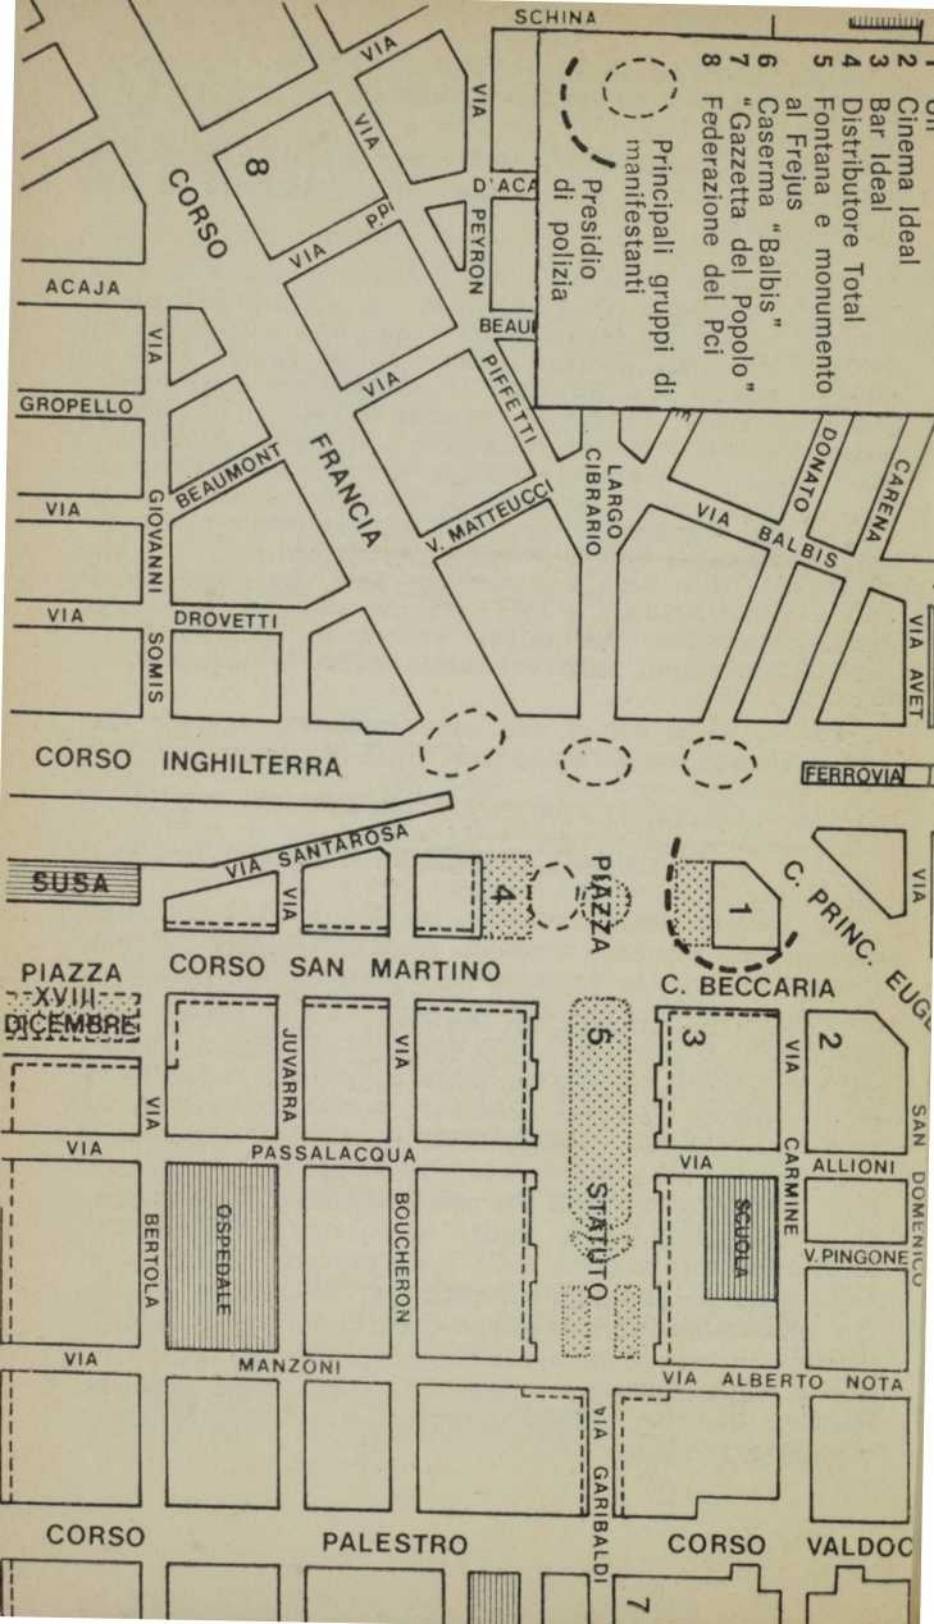 SCHINA
2 Cinema Ideal
3 Bar Ideal
4 Distributore Total
5 Fontana e monumento
al Frejus
6 Caserma "Balbis"
7 "Gazzetta del Popolo"
8 Federazione del Pci
Principali gruppi di
manifestanti
Presidio
di polizia
VIA
VIA
VIA
8
CORSO
D'ACA
P.PI
VIA
PEYRON
ACAJA
VIA
BEAU
VIA
PIFFETTI
GROPELLO
BEAUMONT
FRANCIA
V. MATTEUCCI
LARGO
CIBRARIO
DONATO
CARENA
VIA BALBIS
VIA
GIOVANNI
VIA
DROVETTI
SOMIS
VIA AVET
CORSO INGHILTERRA
FERROVIA
VIA SANTAROSA
SUSA
VIA
4
PIAZZA
1
C. PRINC. EUG
VIA
PIAZZA
XVIII
DICEMBRE
CORSO SAN MARTINO
C. BECCARIA
JUVARRA
VIA
5
3
VIA
2
VIA
VIA
PASSALACQUA
VIA
CARMINE
ALLIONI
SAN DOMENICO
BERTOLA
OSPEDALE
BOUCHERON
STATUTO
SCUOLA
V. PINGONE
VIA
MANZONI
VIA ALBERTO NOTA
VIA GARIBALDI
CORSO
PALESTRO
CORSO
VALDOC
7